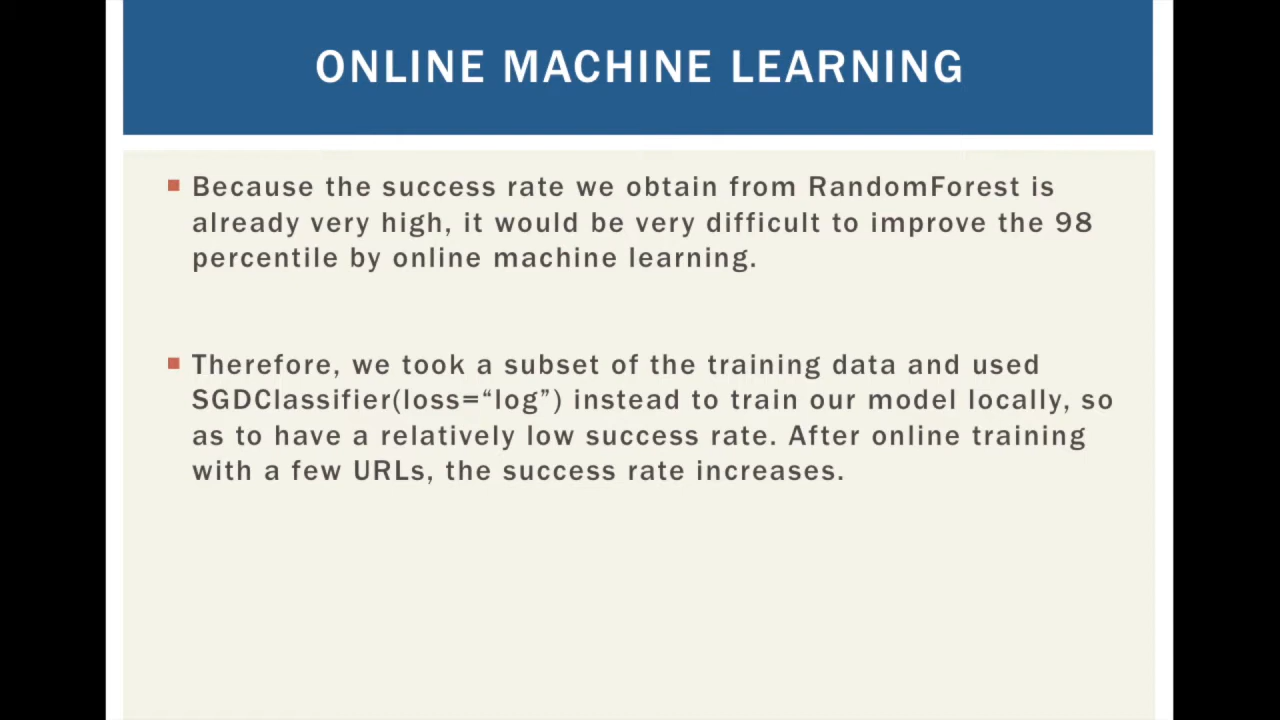 ONLINE MACHINE LEARNING
Because the success rate we obtain from RandomForest is
already very high, it would be very difficult to improve the 98
percentile by online machine learning.
Therefore, we took a subset of the training data and used
SGDClassifier(loss=“log”) instead to train our model locally, so
as to have a relatively low success rate. After online training
with a few URLs, the success rate increases.